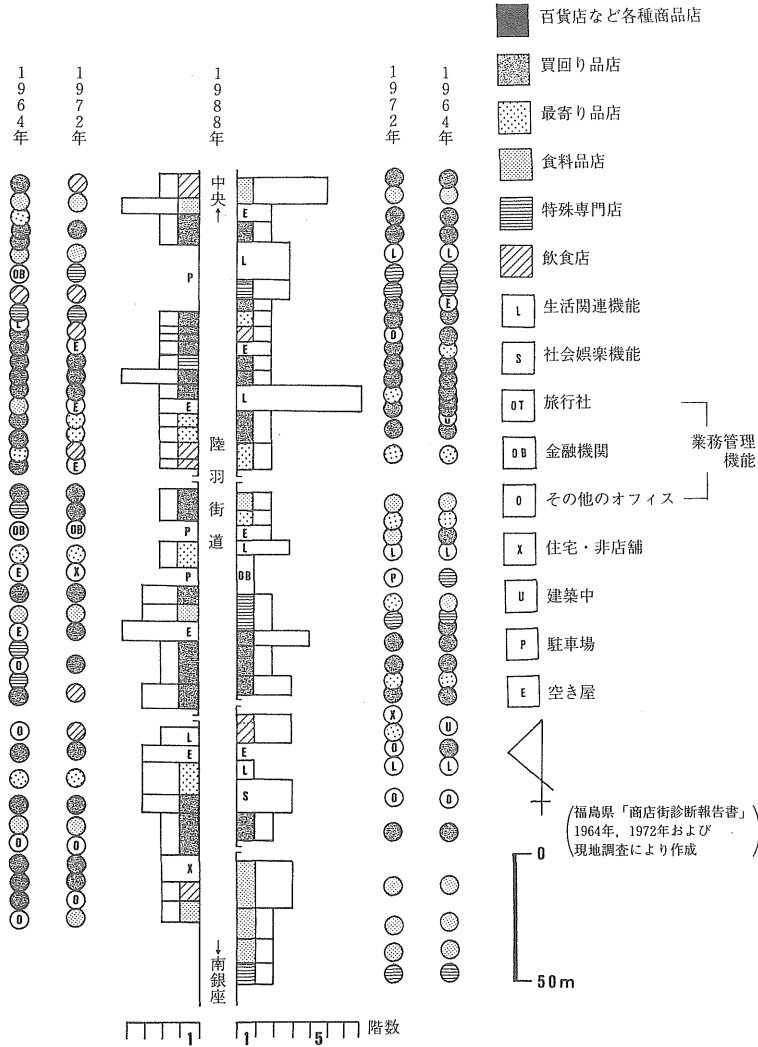 1964年
1972年
1988年
1972年
1964年
百貨店など各種商品店
買回り品店
最寄り品店
食料品店
特殊専門店
飲食店
L 生活関連機能
S 社会娯楽機能
OT 旅行社
OB 金融機関
O その他のオフィス
業務管理
機能
X 住宅・非店舗
U 建築中
P 駐車場
E 空き屋
中央↑
陸羽街道
↓南銀座
OB
L
E
E
E
OB
E
E
O
O
O
O
OB
X
O
O
P
E
P
P
E
L
E
X
E
L
E
L
E
L
OB
E
L
S
L
O
L
P
X
O
L
O
L
E
U
L
U
L
O
(福島県「商店街診断報告書」
1964年，1972年および
現地調査により作成)
0
50m
1
1
5
階数